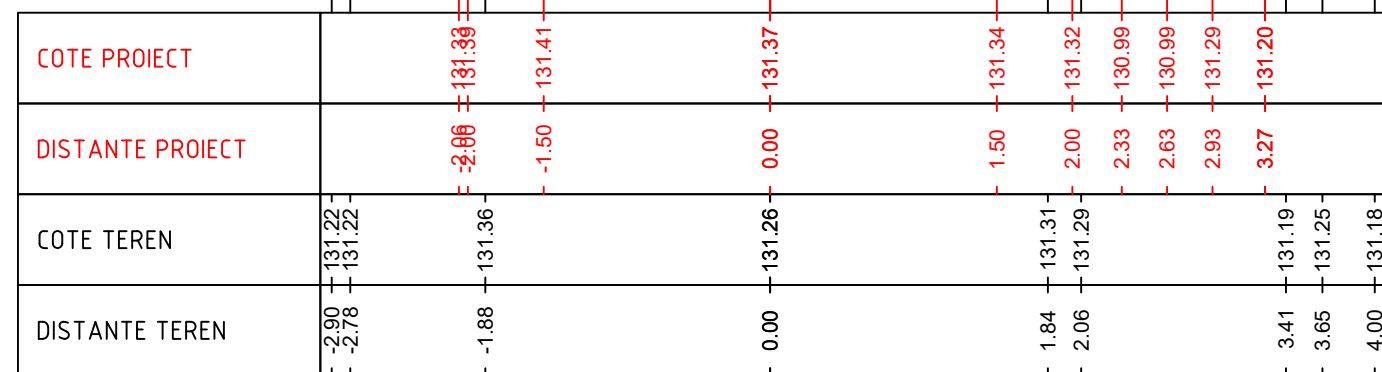 COTE PROIECT 131.33 131.39 131.41 131.37 131.34 131.32 130.99 130.99 131.29 131.20
DISTANTE PROIECT -2.06 -2.00 -1.50 0.00 1.50 2.00 2.33 2.63 2.93 3.27
COTE TEREN 131.22 131.22 131.36 131.26 131.31 131.29 131.19 131.25 131.18
DISTANTE TEREN -2.90 -2.78 -1.88 0.00 1.84 2.06 3.41 3.65 4.00